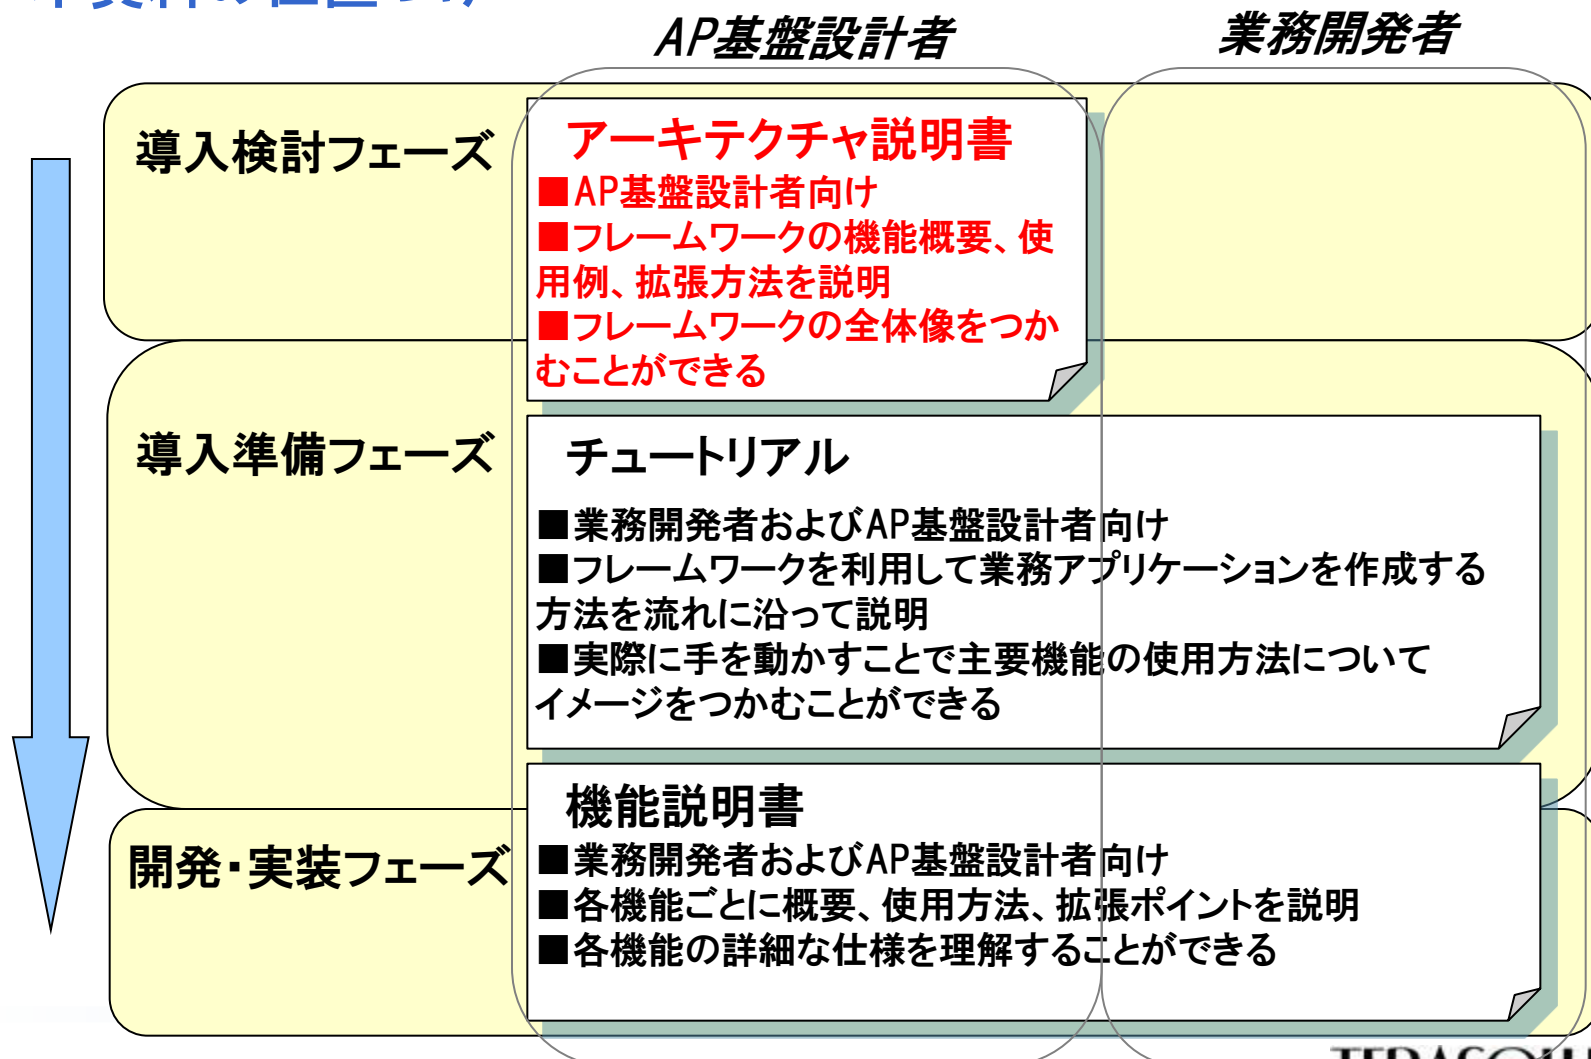 AP基盤設計者
業務開発者
導入検討フェーズ
アーキテクチャ説明書
■AP基盤設計者向け
■フレームワークの機能概要、使
用例、拡張方法を説明
■フレームワークの全体像をつか
むことができる
導入準備フェーズ
チュートリアル
■業務開発者およびAP基盤設計者向け
■フレームワークを利用して業務アプリケーションを作成する
方法を流れに沿って説明
■実際に手を動かすことで主要機能の使用方法について
イメージをつかむことができる
開発・実装フェーズ
機能説明書
■業務開発者およびAP基盤設計者向け
■各機能ごとに概要、使用方法、拡張ポイントを説明
■各機能の詳細な仕様を理解することができる